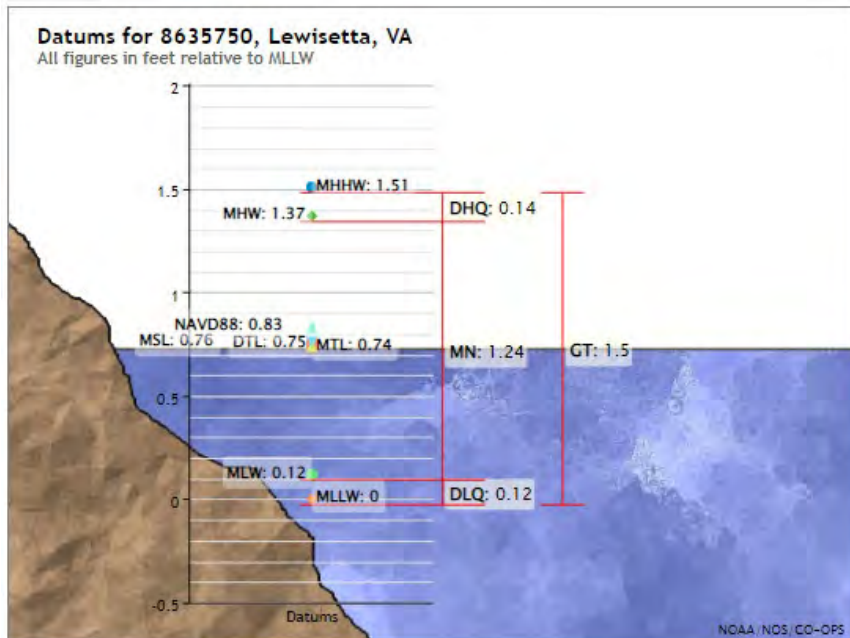 Datums for 8635750, Lewisetta, VA
All figures in feet relative to MLLW
2
1.5
MHHW: 1.51
MHW: 1.37
DHQ: 0.14
1
NAVD88: 0.83
MSL: 0.76
DTL: 0.75
MTL: 0.74
MN: 1.24
GT: 1.5
0.5
MLW: 0.12
0
MLLW: 0
DLQ: 0.12
-0.5
Datums
NOAA/NOS/CO-OPS